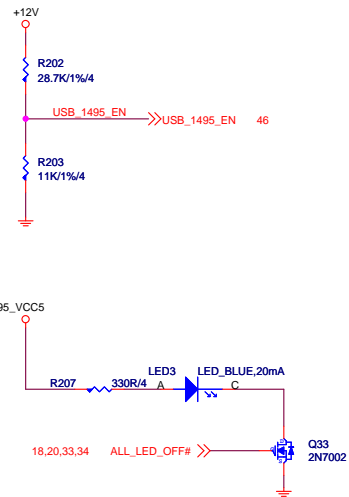 +12V
R202
28.7K/1%/4
USB_1495_EN
USB_1495_EN 46
R203
11K/1%/4
95_VCC5
LED3 LED_BLUE,20mA
R207 330R/4 A C
Q33
2N7002
18,20,33,34 ALL_LED_OFF#